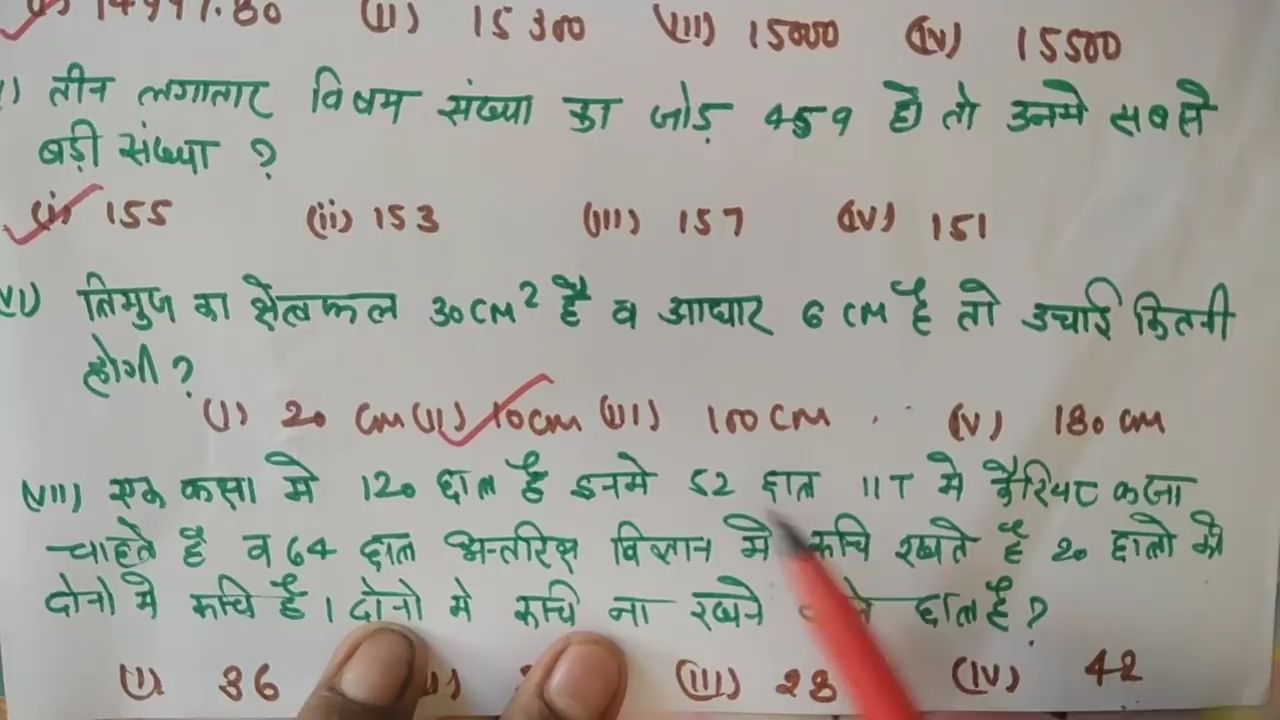 14999.80 (ii) 15300 (iii) 15000 (iv) 15500
तीन लगातार विषम संख्या का जोड़ 459 हो तो उनमे सबसे
बड़ी संख्या ?
(i) 155 (ii) 153 (iii) 157 (iv) 151
VI) त्रिभुज का क्षेत्रफल 30 cm² है व आधार 6 cm है तो उचाई कितनी
होगी ?
(i) 20 cm (ii) 10 cm (iii) 100 cm (iv) 180 cm
(VII) एक कक्षा मे 120 छात्र है इनमे 52 छात्र IIT मे कैरियर बनाना
चाहते है व 64 छात्र अन्तरिक्ष विज्ञान मे रूचि रखते है 20 छात्रो को
दोनो मे रूचि है । दोनो मे रूचि ना रखने छात्र है ?
(i) 36 (iii) 28 (iv) 42